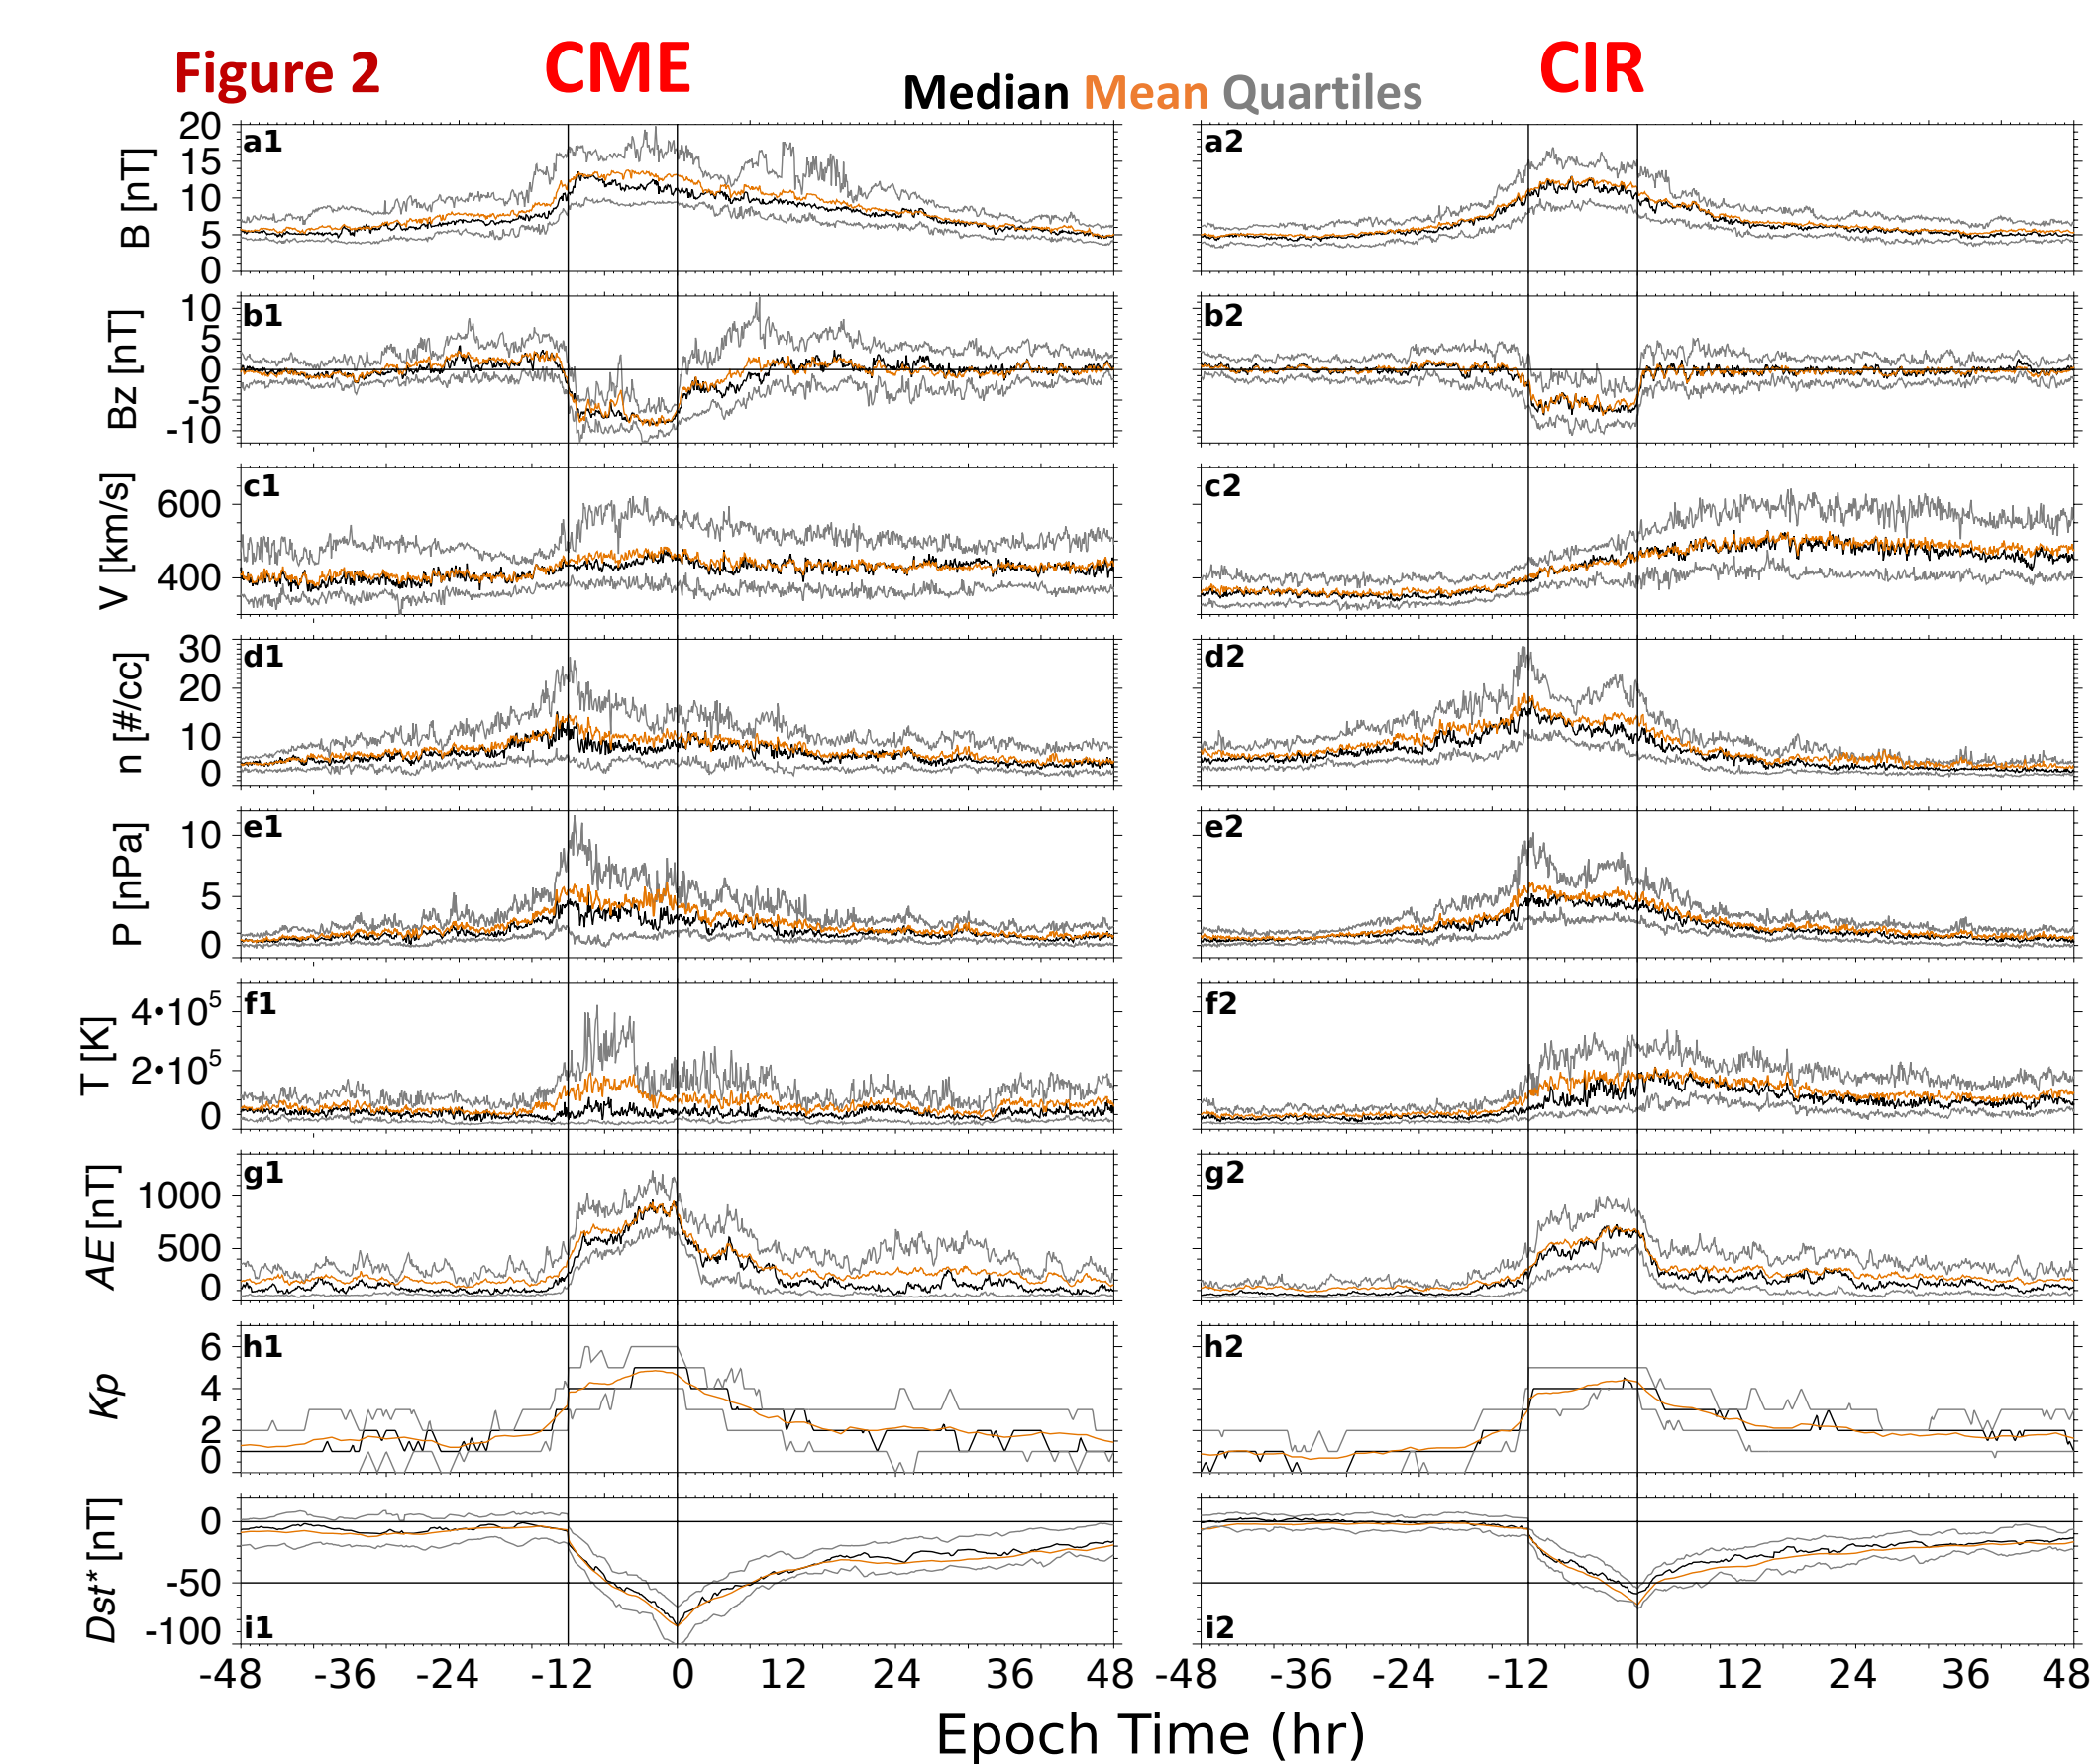 Figure 2
CME
CIR
Median Mean Quartiles
B [nT]
20
15
10
5
0
a1
a2
Bz [nT]
10
5
0
-5
-10
b1
b2
V [km/s]
600
400
c1
c2
n [#/cc]
30
20
10
0
d1
d2
P [nPa]
10
5
0
e1
e2
T [K]
4•10⁵
2•10⁵
0
f1
f2
AE [nT]
1000
500
0
g1
g2
Kp
6
4
2
0
h1
h2
Dst* [nT]
0
-50
-100
i1
i2
-48 -36 -24 -12 0 12 24 36 48 -48 -36 -24 -12 0 12 24 36 48
Epoch Time (hr)